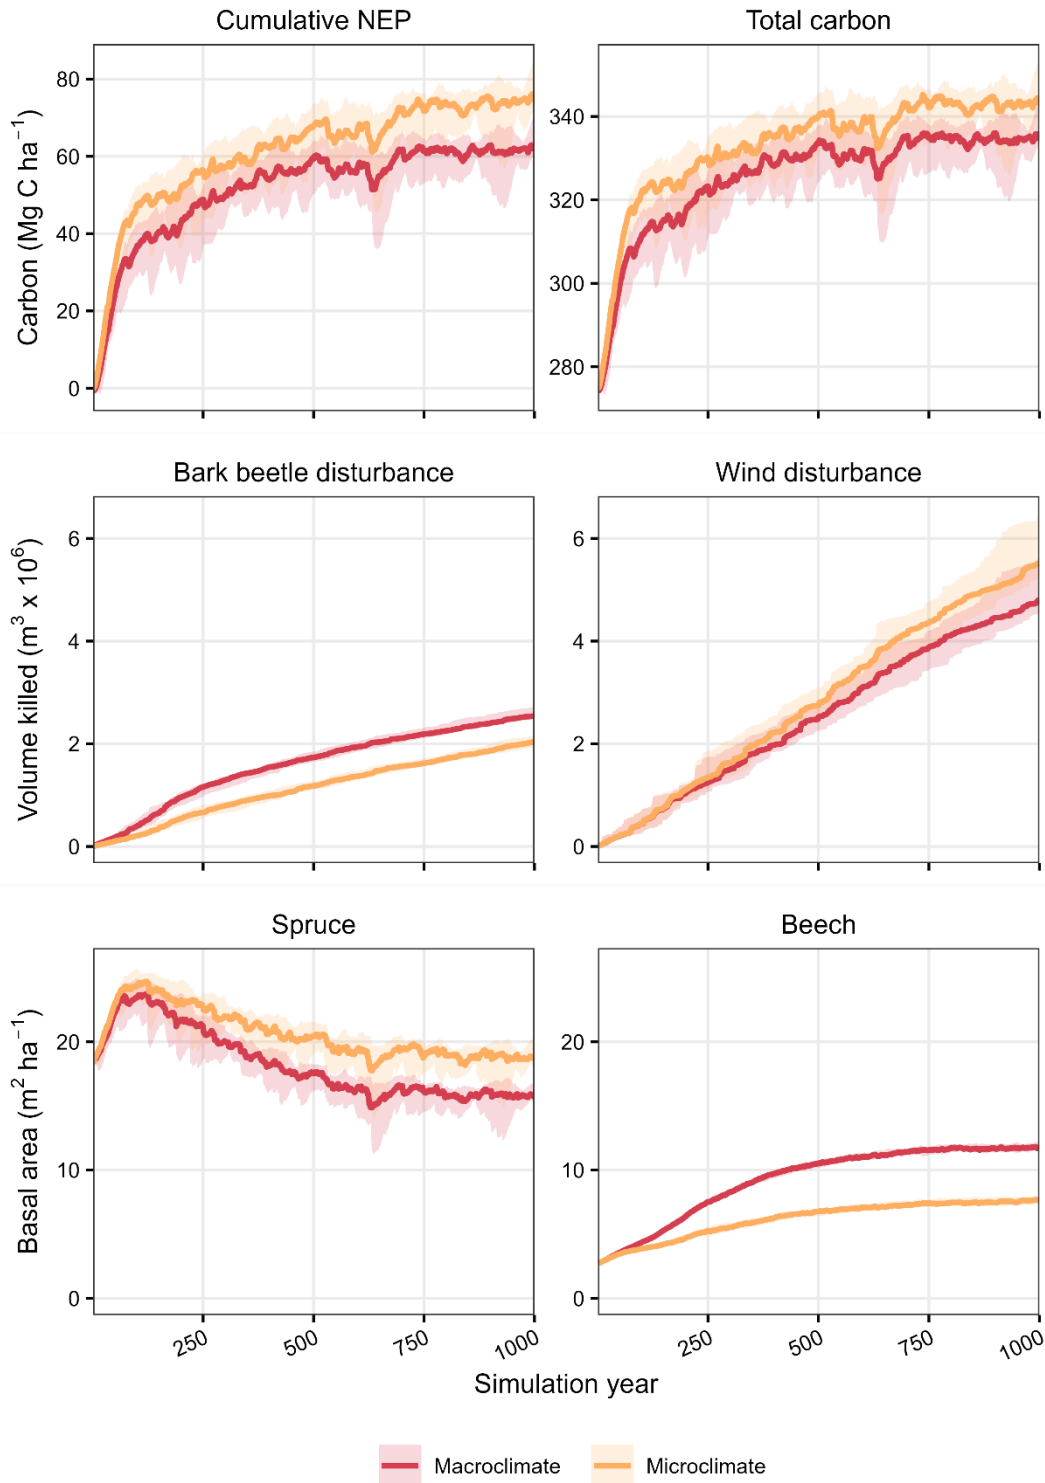 Cumulative NEP Total carbon
Carbon (Mg C ha⁻¹)
80
60
40
20
0
340
320
300
280
Bark beetle disturbance Wind disturbance
Volume killed (m³ x 10⁶)
6
4
2
0
6
4
2
0
Spruce Beech
Basal area (m² ha⁻¹)
20
10
0
20
10
0
250 500 750 1000 250 500 750 1000
Simulation year
Macroclimate Microclimate